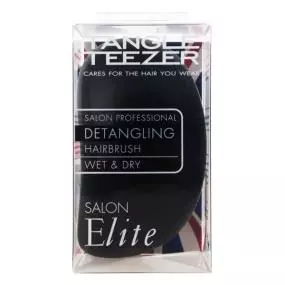 TANGLE
TEEZER
CARES FOR THE HAIR YOU WEAR
SALON PROFESSIONAL
DETANGLING
HAIRBRUSH
WET & DRY
SALON
Elite